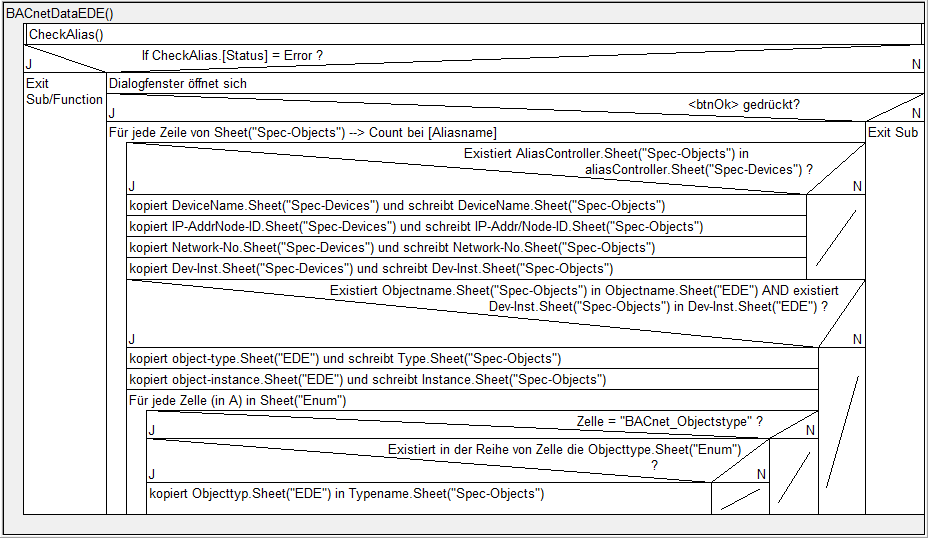 BACnetDataEDE()
CheckAlias()
If CheckAlias.[Status] = Error ?
J
N
Exit
Sub/Function
Dialogfenster öffnet sich
<btnOk> gedrückt?
J
N
Für jede Zeile von Sheet("Spec-Objects") --> Count bei [Aliasname]
Exit Sub
Existiert AliasController.Sheet("Spec-Objects") in
aliasController.Sheet("Spec-Devices") ?
J
N
kopiert DeviceName.Sheet("Spec-Devices") und schreibt DeviceName.Sheet("Spec-Objects")
kopiert IP-AddrNode-ID.Sheet("Spec-Devices") und schreibt IP-Addr/Node-ID.Sheet("Spec-Objects")
kopiert Network-No.Sheet("Spec-Devices") und schreibt Network-No.Sheet("Spec-Objects")
kopiert Dev-Inst.Sheet("Spec-Devices") und schreibt Dev-Inst.Sheet("Spec-Objects")
Existiert Objectname.Sheet("Spec-Objects") in Objectname.Sheet("EDE") AND existiert
Dev-Inst.Sheet("Spec-Objects") in Dev-Inst.Sheet("EDE") ?
J
N
kopiert object-type.Sheet("EDE") und schreibt Type.Sheet("Spec-Objects")
kopiert object-instance.Sheet("EDE") und schreibt Instance.Sheet("Spec-Objects")
Für jede Zelle (in A) in Sheet("Enum")
Zelle = "BACnet_Objectstype" ?
J
N
Existiert in der Reihe von Zelle die Objecttype.Sheet("Enum")
?
J
N
kopiert Objecttyp.Sheet("EDE") in Typename.Sheet("Spec-Objects")